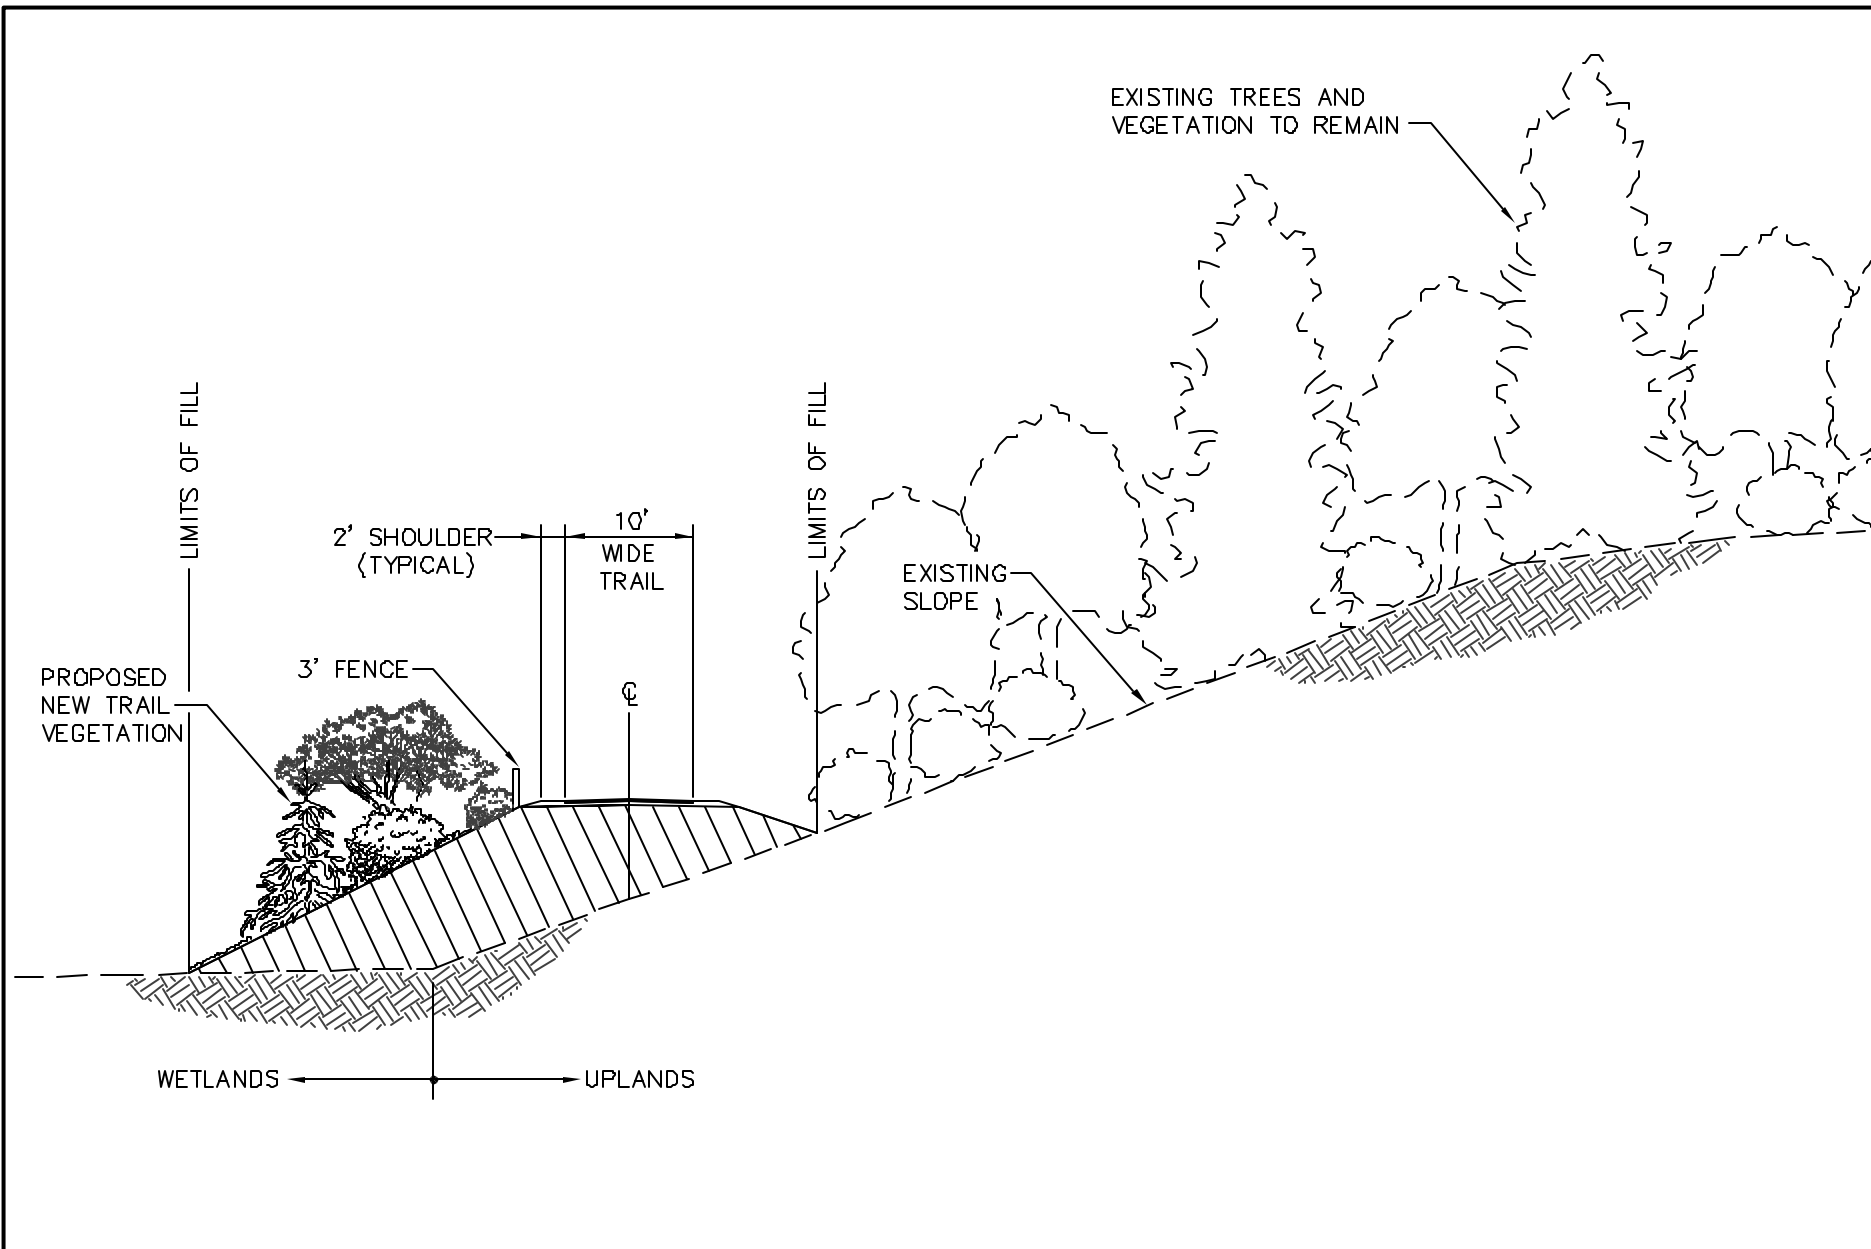 EXISTING TREES AND
VEGETATION TO REMAIN
LIMITS OF FILL
LIMITS OF FILL
2' SHOULDER
(TYPICAL)
10'
WIDE
TRAIL
EXISTING
SLOPE
3' FENCE
℄
PROPOSED
NEW TRAIL
VEGETATION
WETLANDS
UPLANDS